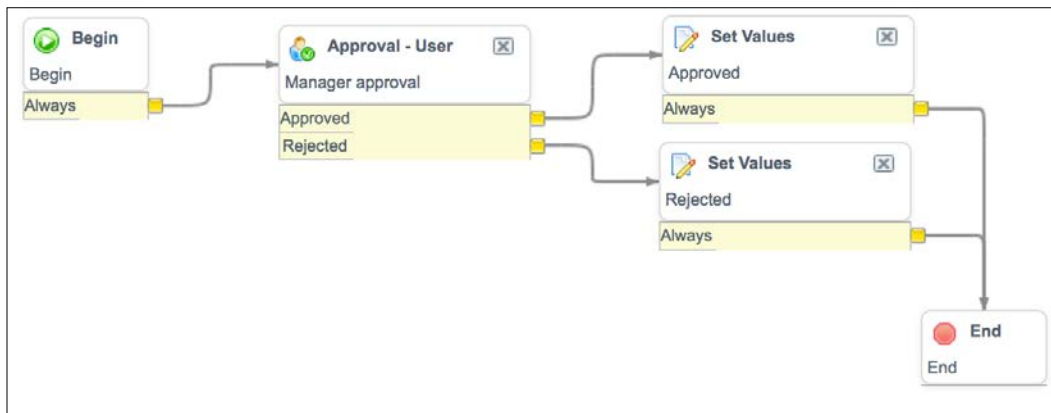 Begin
Begin
Always
Approval - User
Manager approval
Approved
Rejected
Set Values
Approved
Always
Set Values
Rejected
Always
End
End